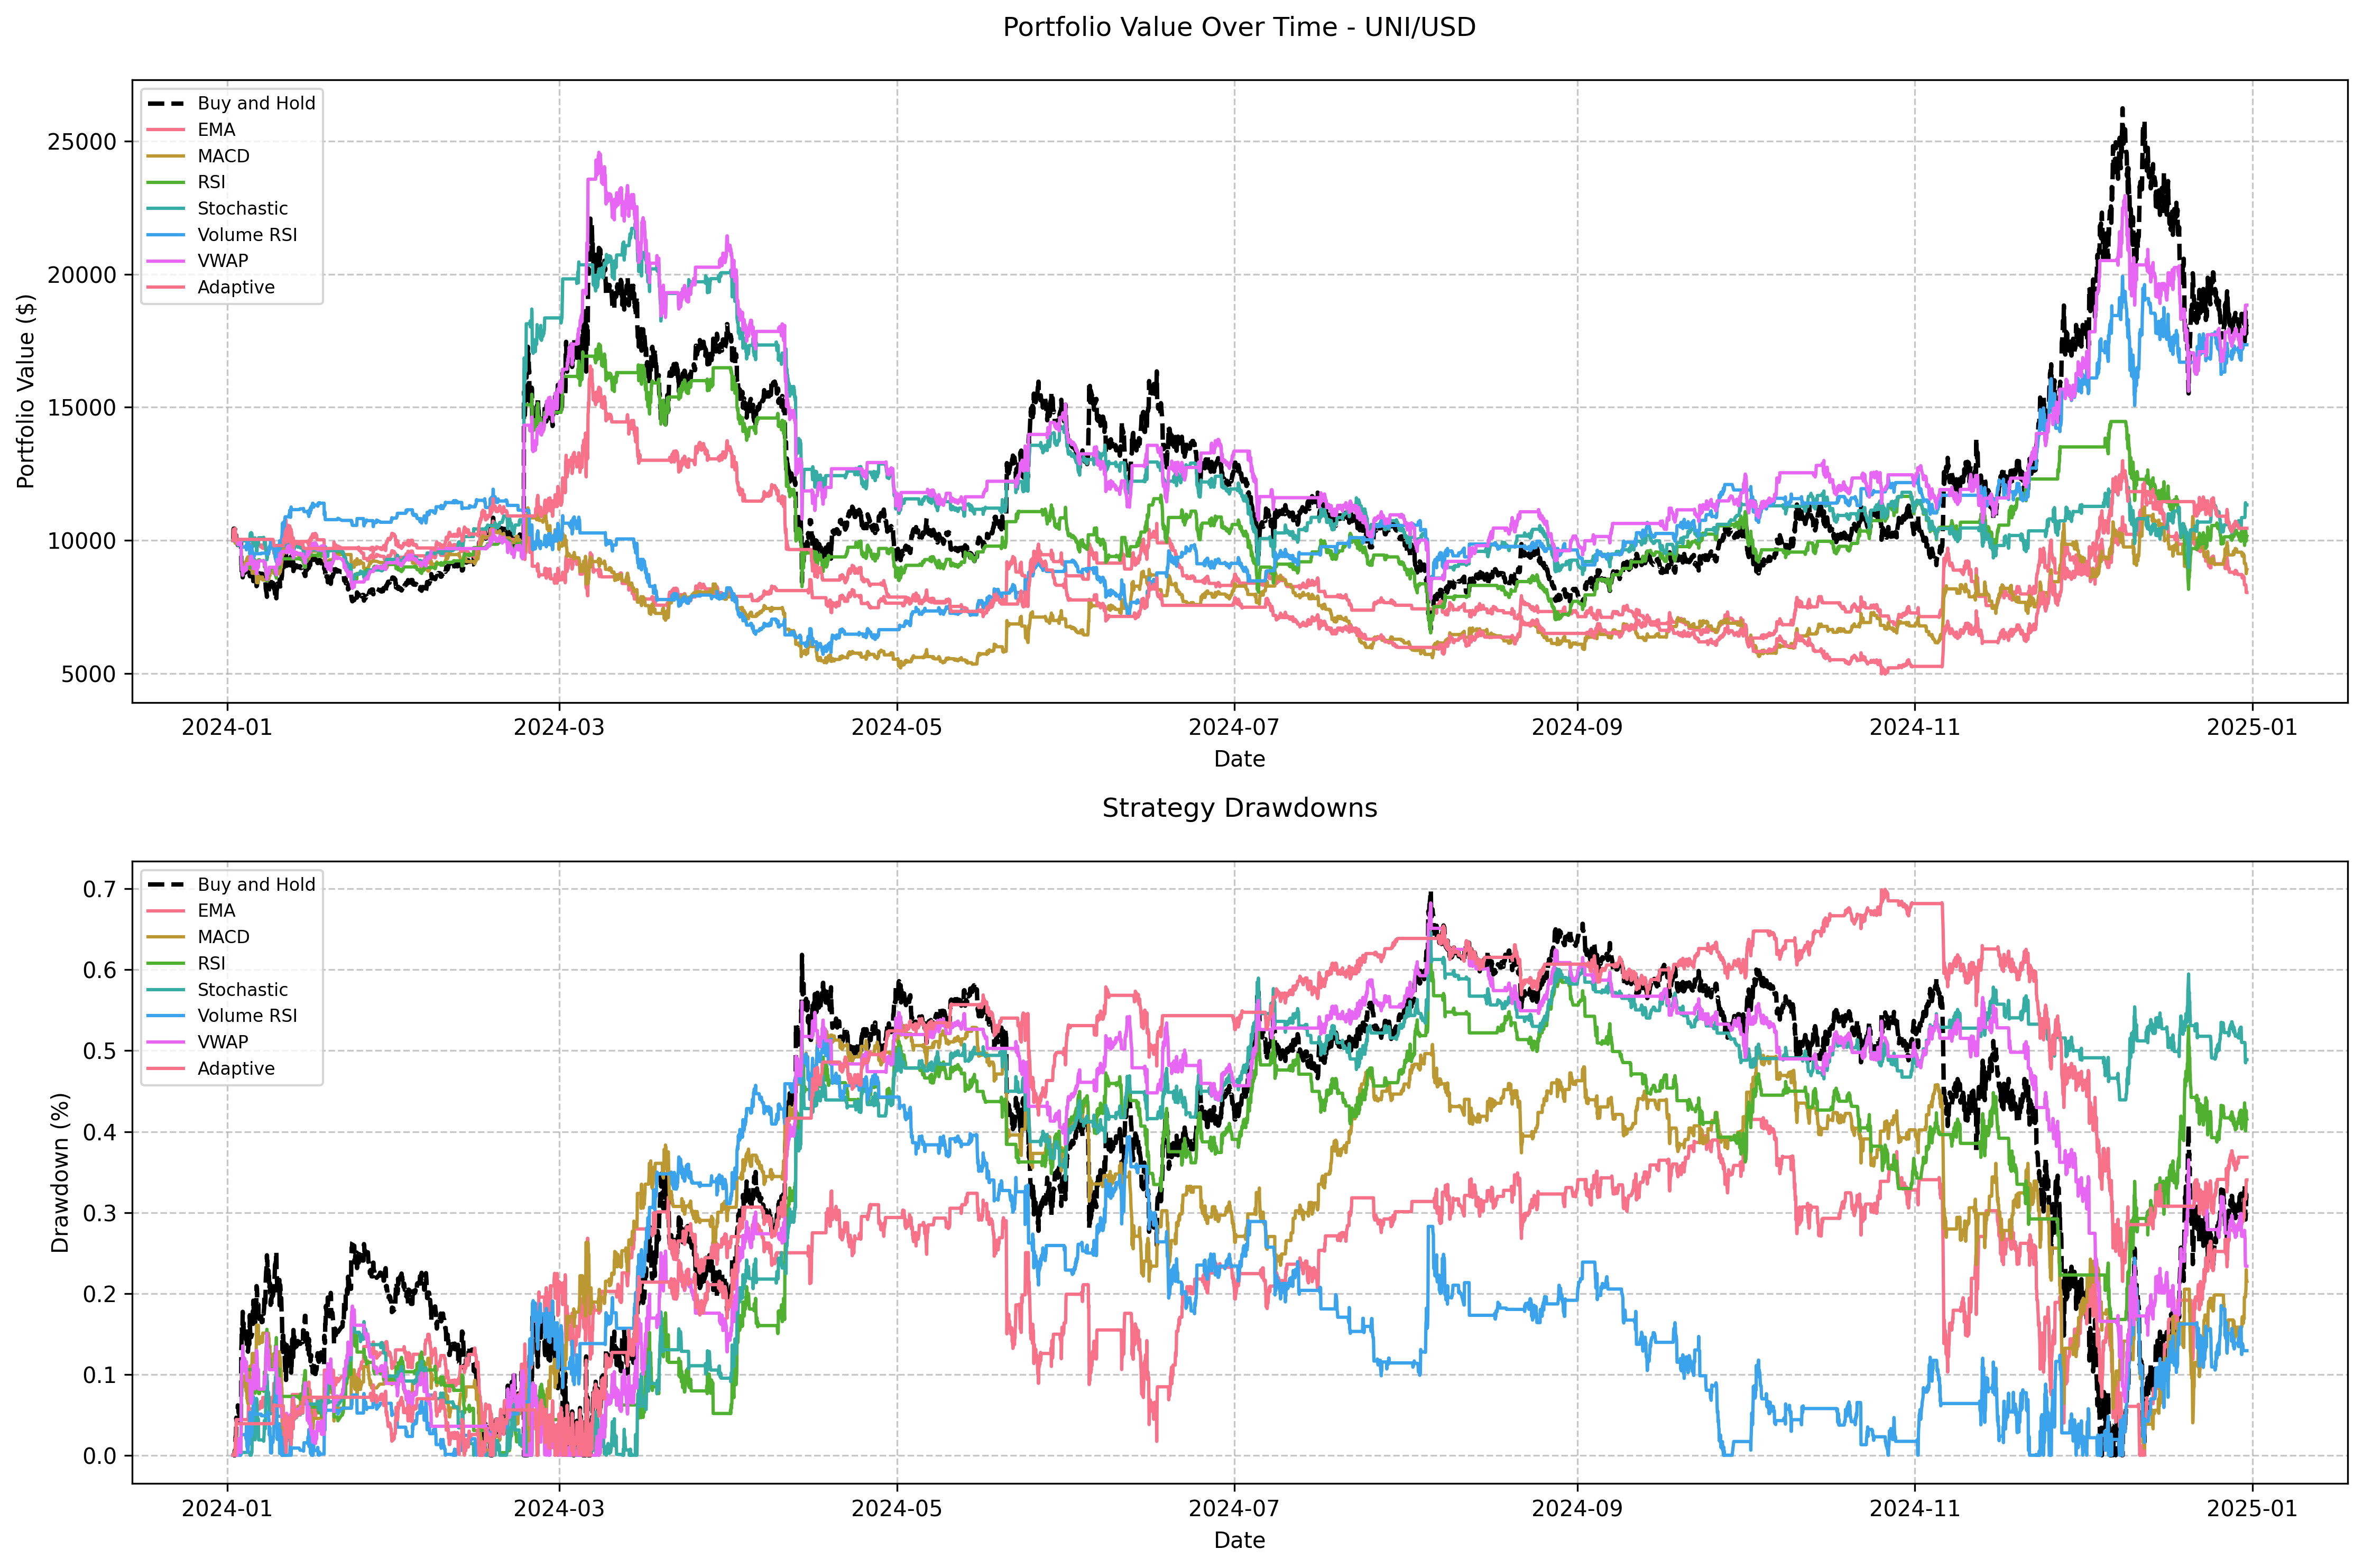 Portfolio Value Over Time - UNI/USD
Portfolio Value ($)
25000
20000
15000
10000
5000
Buy and Hold
EMA
MACD
RSI
Stochastic
Volume RSI
VWAP
Adaptive
2024-01 2024-03 2024-05 2024-07 2024-09 2024-11 2025-01
Date
Strategy Drawdowns
Drawdown (%)
0.7
0.6
0.5
0.4
0.3
0.2
0.1
0.0
Buy and Hold
EMA
MACD
RSI
Stochastic
Volume RSI
VWAP
Adaptive
2024-01 2024-03 2024-05 2024-07 2024-09 2024-11 2025-01
Date